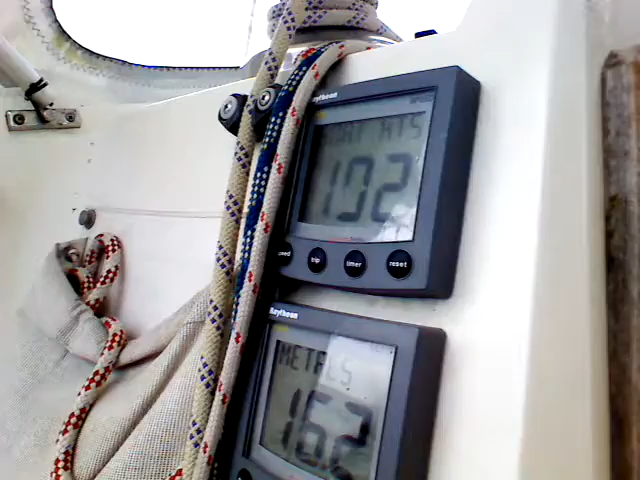 Raytheon
BOAT KTS
10.2
speed trip timer reset
Raytheon
METRES
16.2